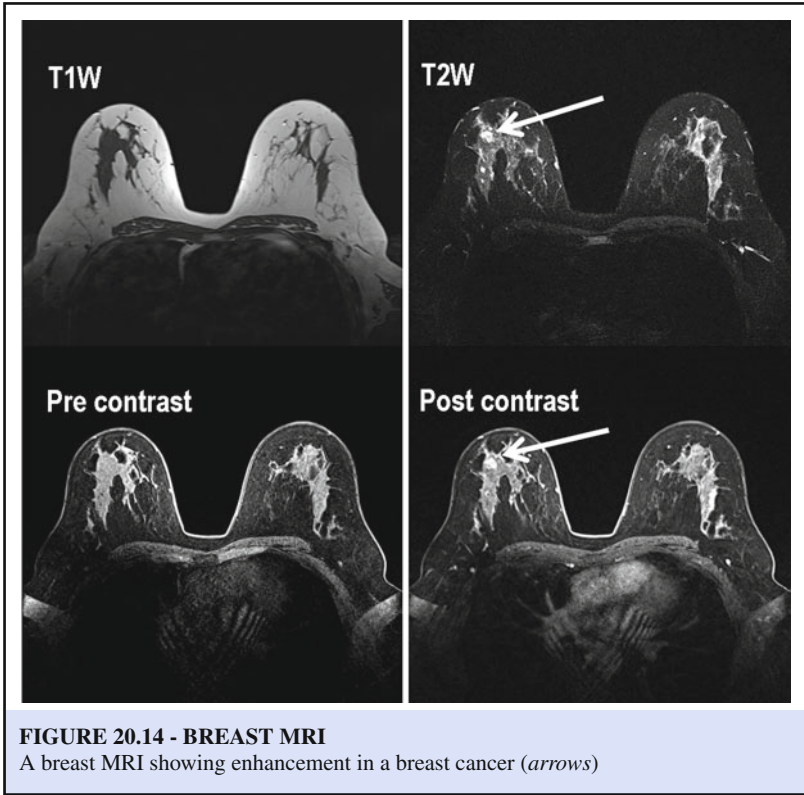 T1W
T2W
Pre contrast
Post contrast
FIGURE 20.14 - BREAST MRI
A breast MRI showing enhancement in a breast cancer (arrows)